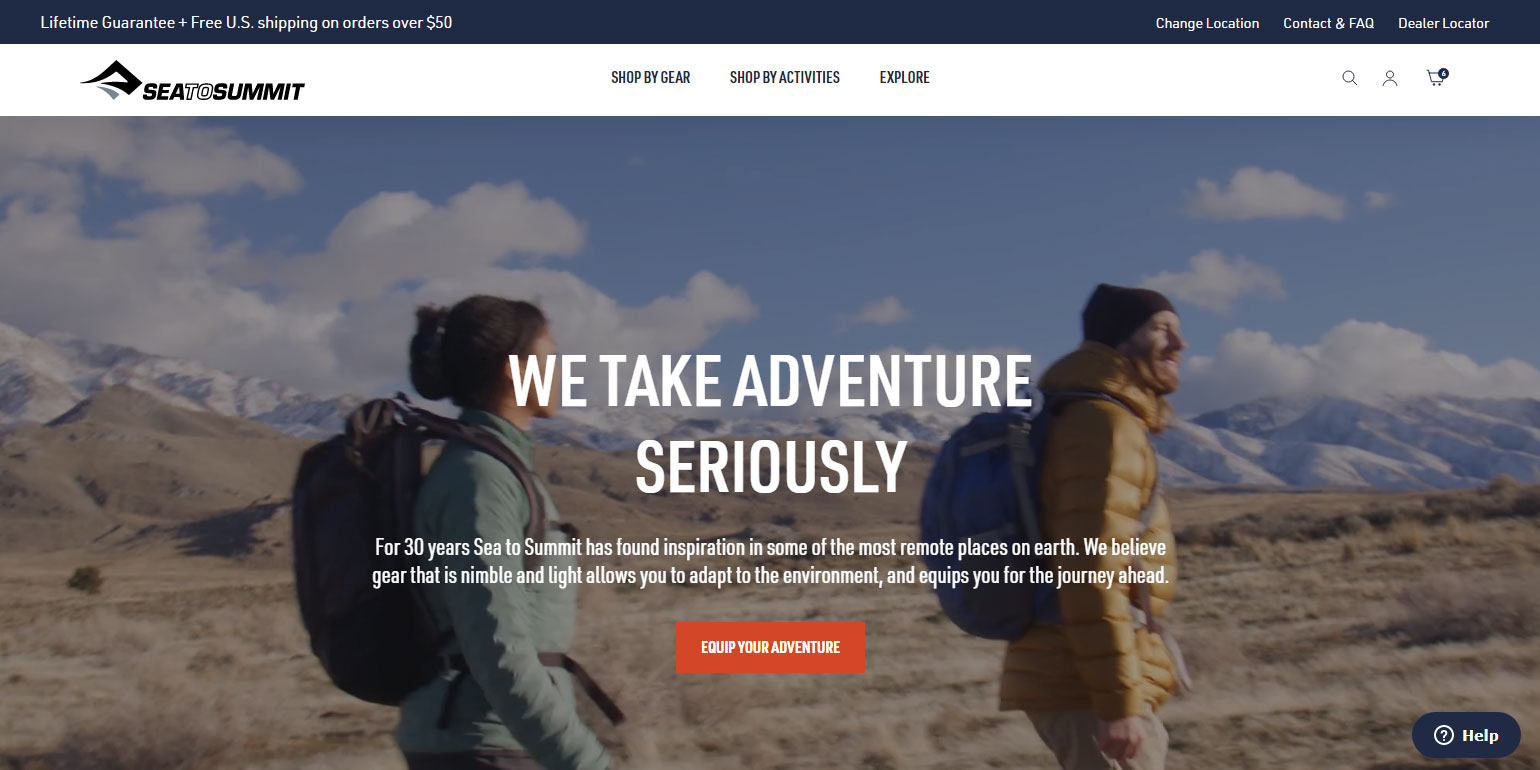 Lifetime Guarantee + Free U.S. shipping on orders over $50
Change Location
Contact & FAQ
Dealer Locator
SEATOSUMMIT
SHOP BY GEAR
SHOP BY ACTIVITIES
EXPLORE
6
WE TAKE ADVENTURE
SERIOUSLY
For 30 years Sea to Summit has found inspiration in some of the most remote places on earth. We believe
gear that is nimble and light allows you to adapt to the environment, and equips you for the journey ahead.
EQUIP YOUR ADVENTURE
? Help